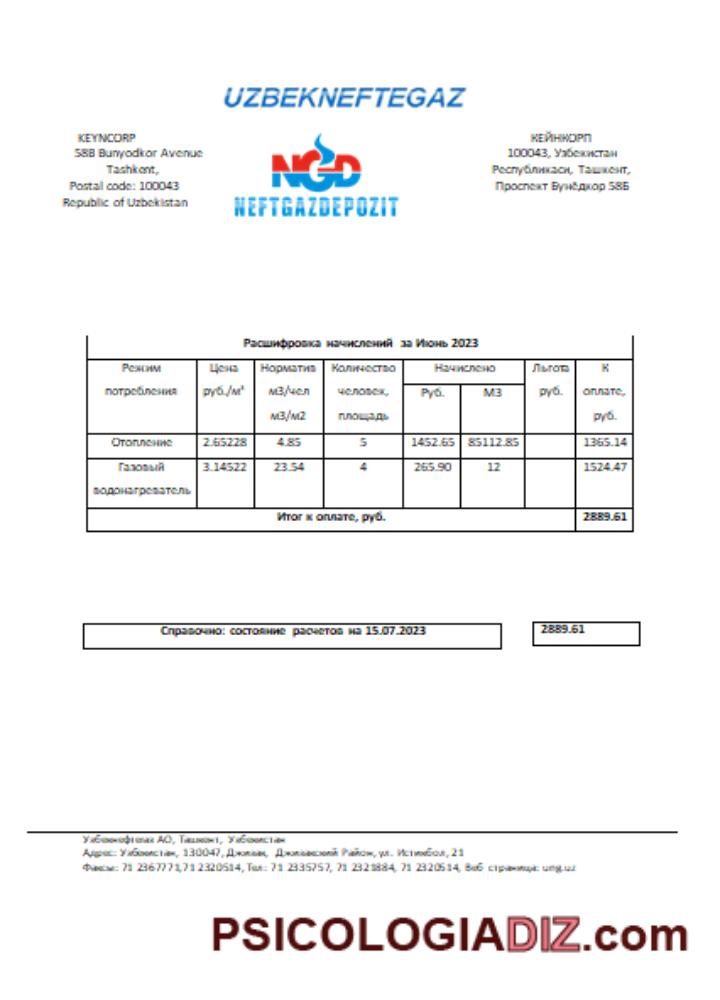 UZBEKNEFTEGAZ
KEYNCORP
58B Bunyodkor Avenue
Tashkent,
Postal code: 100043
Republic of Uzbekistan
NGD
NEFTGAZDEPOZIT
КЕЙНКОРП
100043, Узбекистан
Республикаси, Ташкент,
Проспект Бунёдкор 58Б
Расшифровка начислений за Июнь 2023
Режим потребления Цена руб./м³ Норматив м3/чел м3/м2 Количество человек, площадь Начислено Руб. М3 Льгота руб. К оплате, руб.
Отопление 2.65228 4.85 5 1452.65 85112.85 1365.14
Газовый водонагреватель 3.14522 23.54 4 265.90 12 1524.47
Итог к оплате, руб. 2889.61
Справочно: состояние расчетов на 15.07.2023 2889.61
Узбекнефтегаз АО, Ташкент, Узбекистан
Адрес: Узбекистан, 130047, Джизак, Джизакский Район, ул. Истикбол, 21
Факсы: 71 2367771,71 2320514, Тел: 71 2335757, 71 2321884, 71 2320514, Веб страница: ung.uz
PSICOLOGIADIZ.com